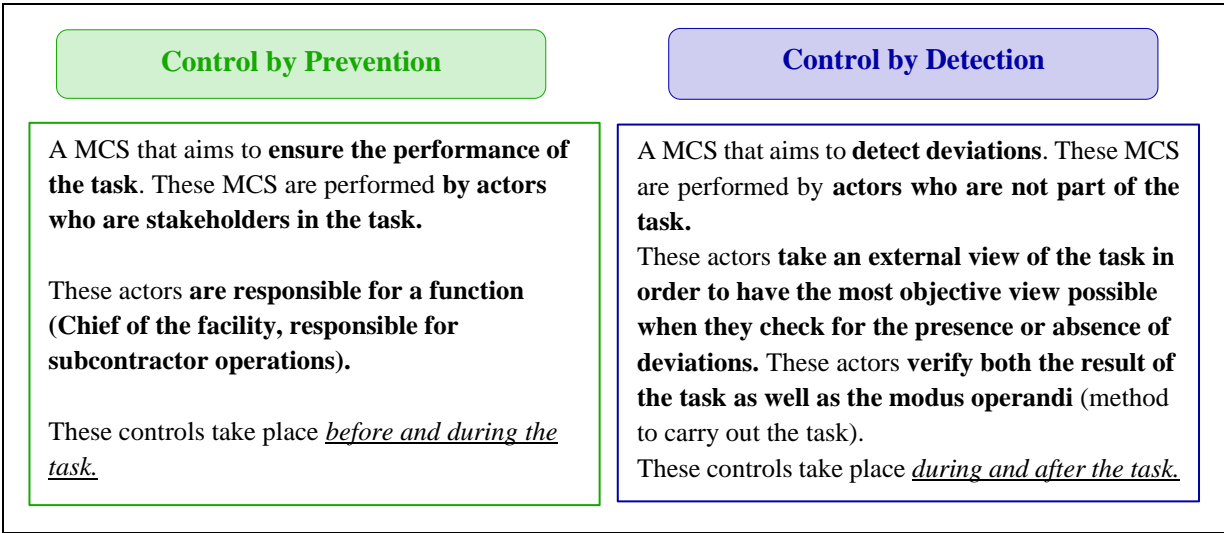 Control by Prevention
A MCS that aims to ensure the performance of
the task. These MCS are performed by actors
who are stakeholders in the task.
These actors are responsible for a function
(Chief of the facility, responsible for
subcontractor operations).
These controls take place before and during the
task.
Control by Detection
A MCS that aims to detect deviations. These MCS
are performed by actors who are not part of the
task.
These actors take an external view of the task in
order to have the most objective view possible
when they check for the presence or absence of
deviations. These actors verify both the result of
the task as well as the modus operandi (method
to carry out the task).
These controls take place during and after the task.